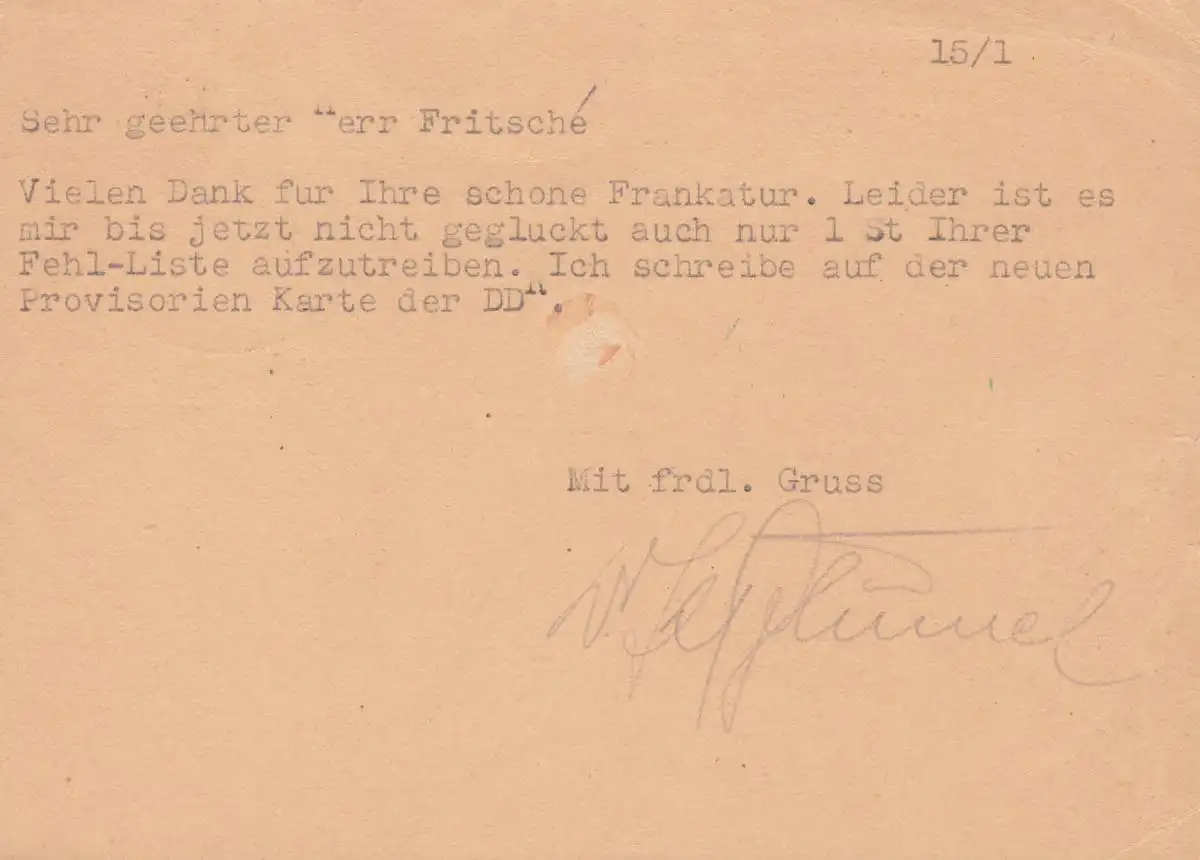 15/1
Sehr geehrter "err Fritsché
Vielen Dank fur Ihre schone Frankatur. Leider ist es
mir bis jetzt nicht gegluckt auch nur 1 St Ihrer
Fehl-Liste aufzutreiben. Ich schreibe auf der neuen
Provisorien Karte der DD".
Mit frdl. Gruss